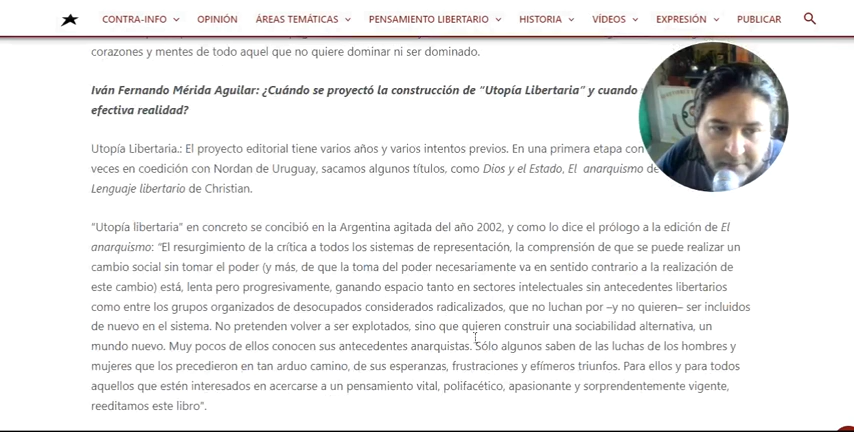 CONTRA-INFO OPINIÓN ÁREAS TEMÁTICAS PENSAMIENTO LIBERTARIO HISTORIA VÍDEOS EXPRESIÓN PUBLICAR
corazones y mentes de todo aquel que no quiere dominar ni ser dominado.
Iván Fernando Mérida Aguilar: ¿Cuándo se proyectó la construcción de “Utopía Libertaria” y cuando
efectiva realidad?
Utopía Libertaria.: El proyecto editorial tiene varios años y varios intentos previos. En una primera etapa con
veces en coedición con Nordan de Uruguay, sacamos algunos títulos, como Dios y el Estado, El anarquismo de
Lenguaje libertario de Christian.
“Utopía libertaria” en concreto se concibió en la Argentina agitada del año 2002, y como lo dice el prólogo a la edición de El
anarquismo: “El resurgimiento de la crítica a todos los sistemas de representación, la comprensión de que se puede realizar un
cambio social sin tomar el poder (y más, de que la toma del poder necesariamente va en sentido contrario a la realización de
este cambio) está, lenta pero progresivamente, ganando espacio tanto en sectores intelectuales sin antecedentes libertarios
como entre los grupos organizados de desocupados considerados radicalizados, que no luchan por –y no quieren– ser incluidos
de nuevo en el sistema. No pretenden volver a ser explotados, sino que quieren construir una sociabilidad alternativa, un
mundo nuevo. Muy pocos de ellos conocen sus antecedentes anarquistas. Sólo algunos saben de las luchas de los hombres y
mujeres que los precedieron en tan arduo camino, de sus esperanzas, frustraciones y efímeros triunfos. Para ellos y para todos
aquellos que estén interesados en acercarse a un pensamiento vital, polifacético, apasionante y sorprendentemente vigente,
reeditamos este libro”.